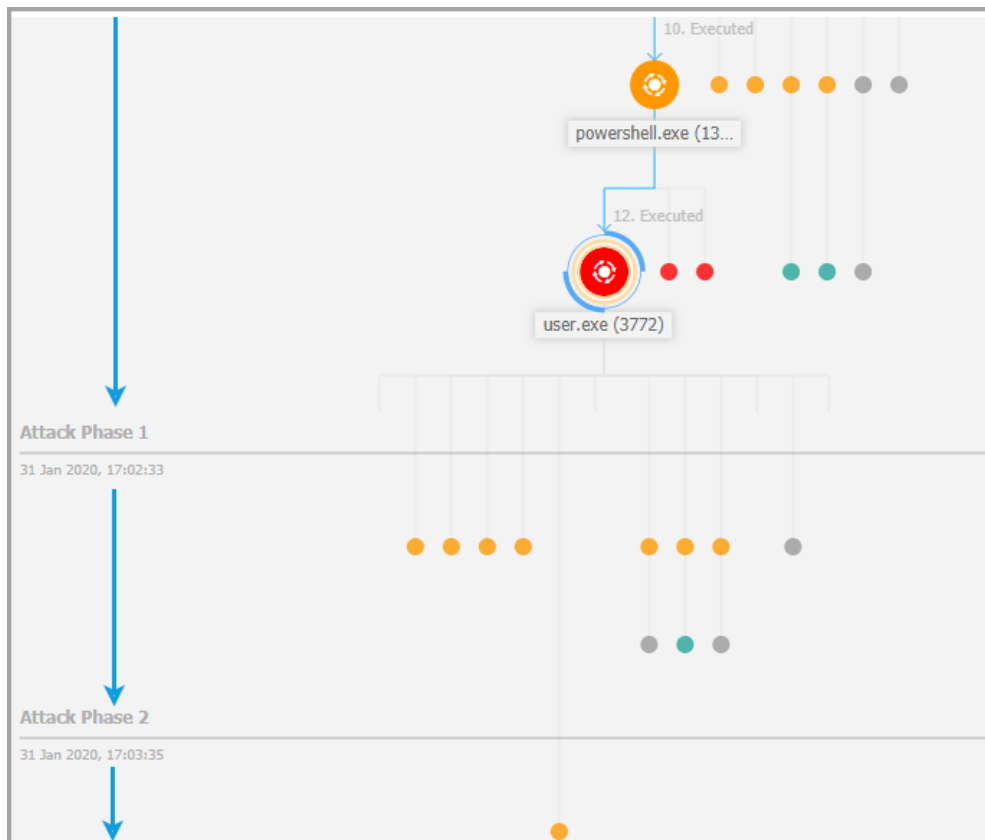 10. Executed
powershell.exe (13...
12. Executed
user.exe (3772)
Attack Phase 1
31 Jan 2020, 17:02:33
Attack Phase 2
31 Jan 2020, 17:03:35